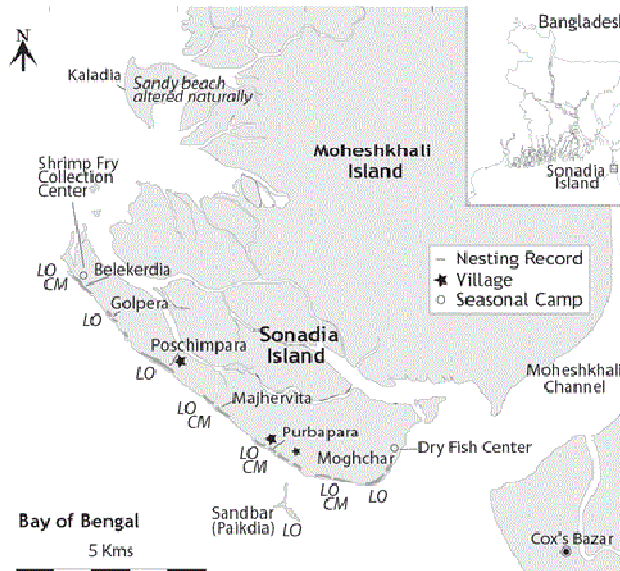 N
Bangladesh
Kaladia
Sandy beach
altered naturally
Moheshkhali
Island
Shrimp Fry
Collection
Center
Sonadia
Island
LO
CM
Belekerdia
Golpera
LO
Nesting Record
Village
Seasonal Camp
Poschimpara
LO
Sonadia
Island
Moheshkhali
Channel
Majhervita
LO
CM
Purbapara
LO
CM
Moghchar
Dry Fish Center
LO
CM
LO
Sandbar
(Paikdia)
LO
Bay of Bengal
5 Kms
Cox's Bazar